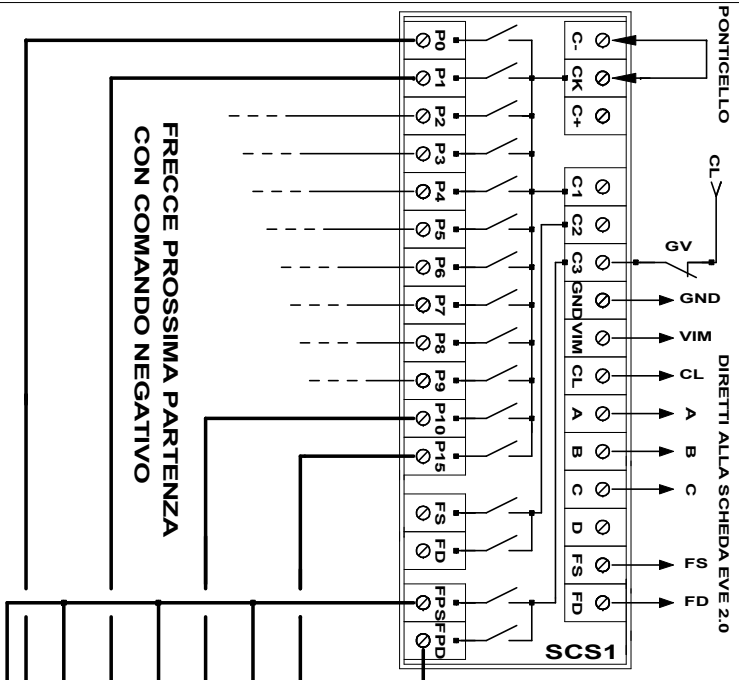 PONTICELLO
CL
GV
P0
P1
P2
P3
P4
P5
P6
P7
P8
P9
P10
P15
FS
FD
FPS
FPD
C-
CK
C+
C1
C2
C3
GND
VIM
CL
A
B
C
D
FS
FD
GND
VIM
CL
A
B
C
FS
FD
DIRETTI ALLA SCHEDA EVE 2.0
FRECCE PROSSIMA PARTENZA
CON COMANDO NEGATIVO
SCS1